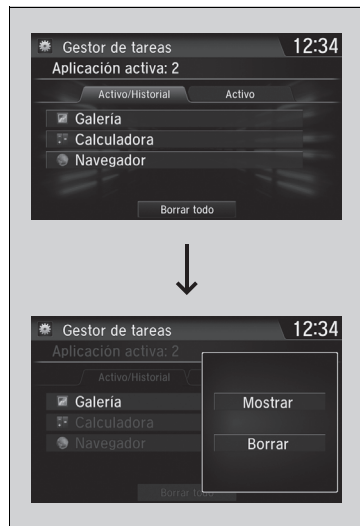 Gestor de tareas 12:34
Aplicación activa: 2
Activo/Historial Activo
Galería
Calculadora
Navegador
Borrar todo
Gestor de tareas 12:34
Aplicación activa: 2
Activo/Historial
Galería Mostrar
Calculadora
Navegador Borrar
Borrar todo